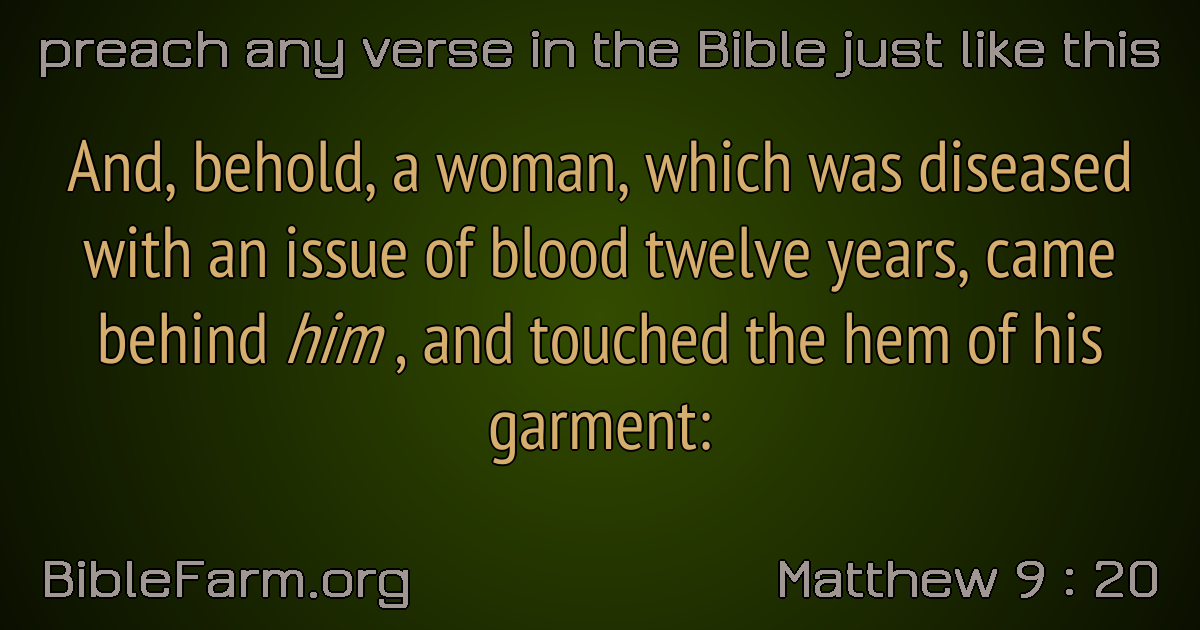 preach any verse in the Bible just like this
And, behold, a woman, which was diseased
with an issue of blood twelve years, came
behind him , and touched the hem of his
garment:
BibleFarm.org
Matthew 9 : 20